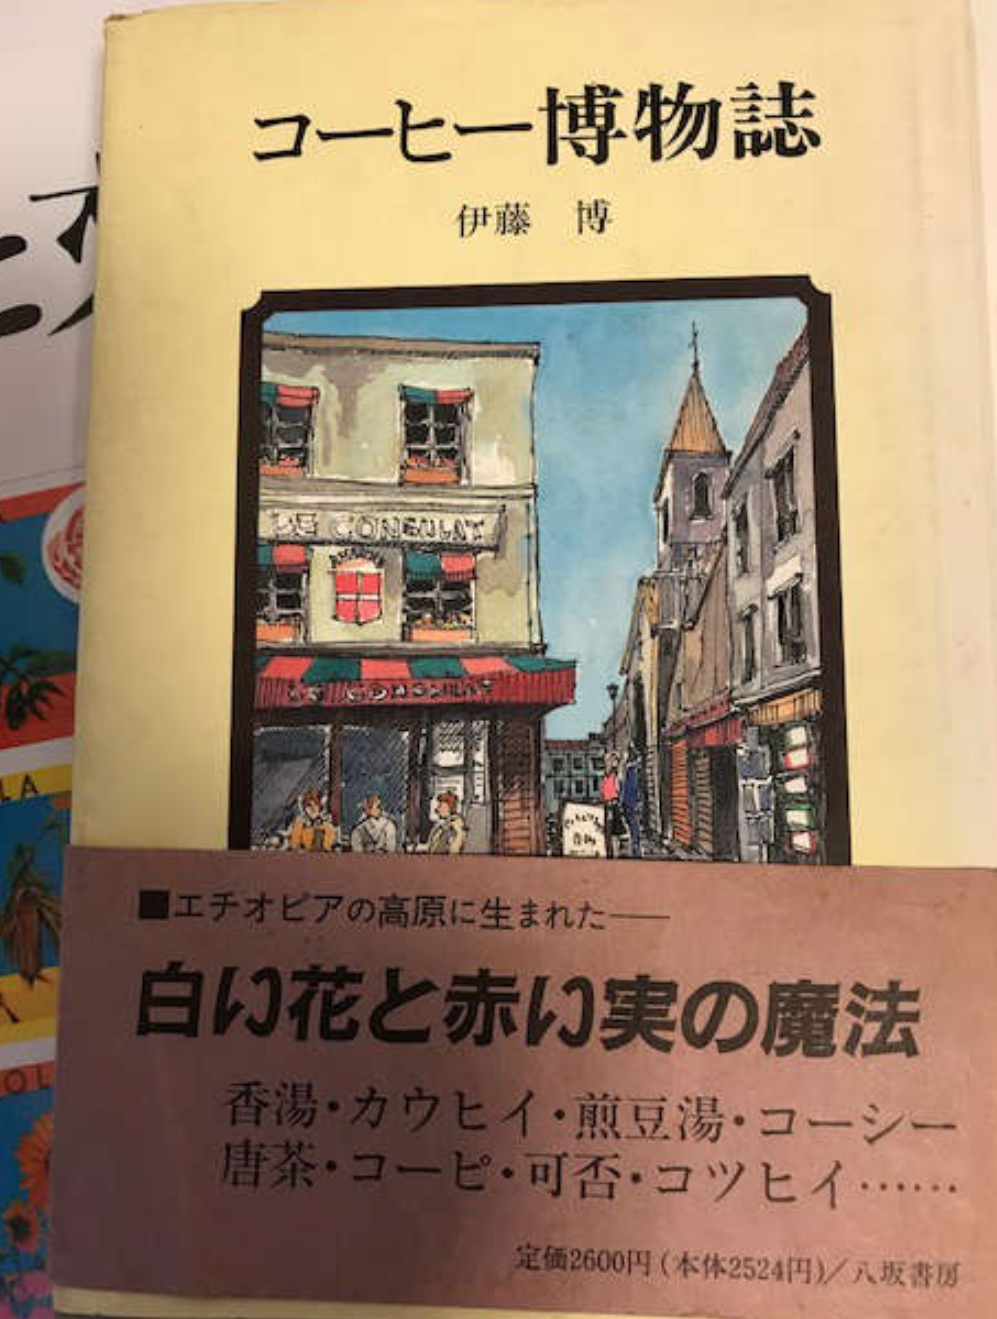 コーヒー博物誌
伊藤 博
LE CONSULAT
LE CONSULAT
LA
OL
■エチオピアの高原に生まれた——
白い花と赤い実の魔法
香湯・カウヒイ・煎豆湯・コーシー
唐茶・コーピ・可否・コツヒイ……
定価2600円(本体2524円)/八坂書房